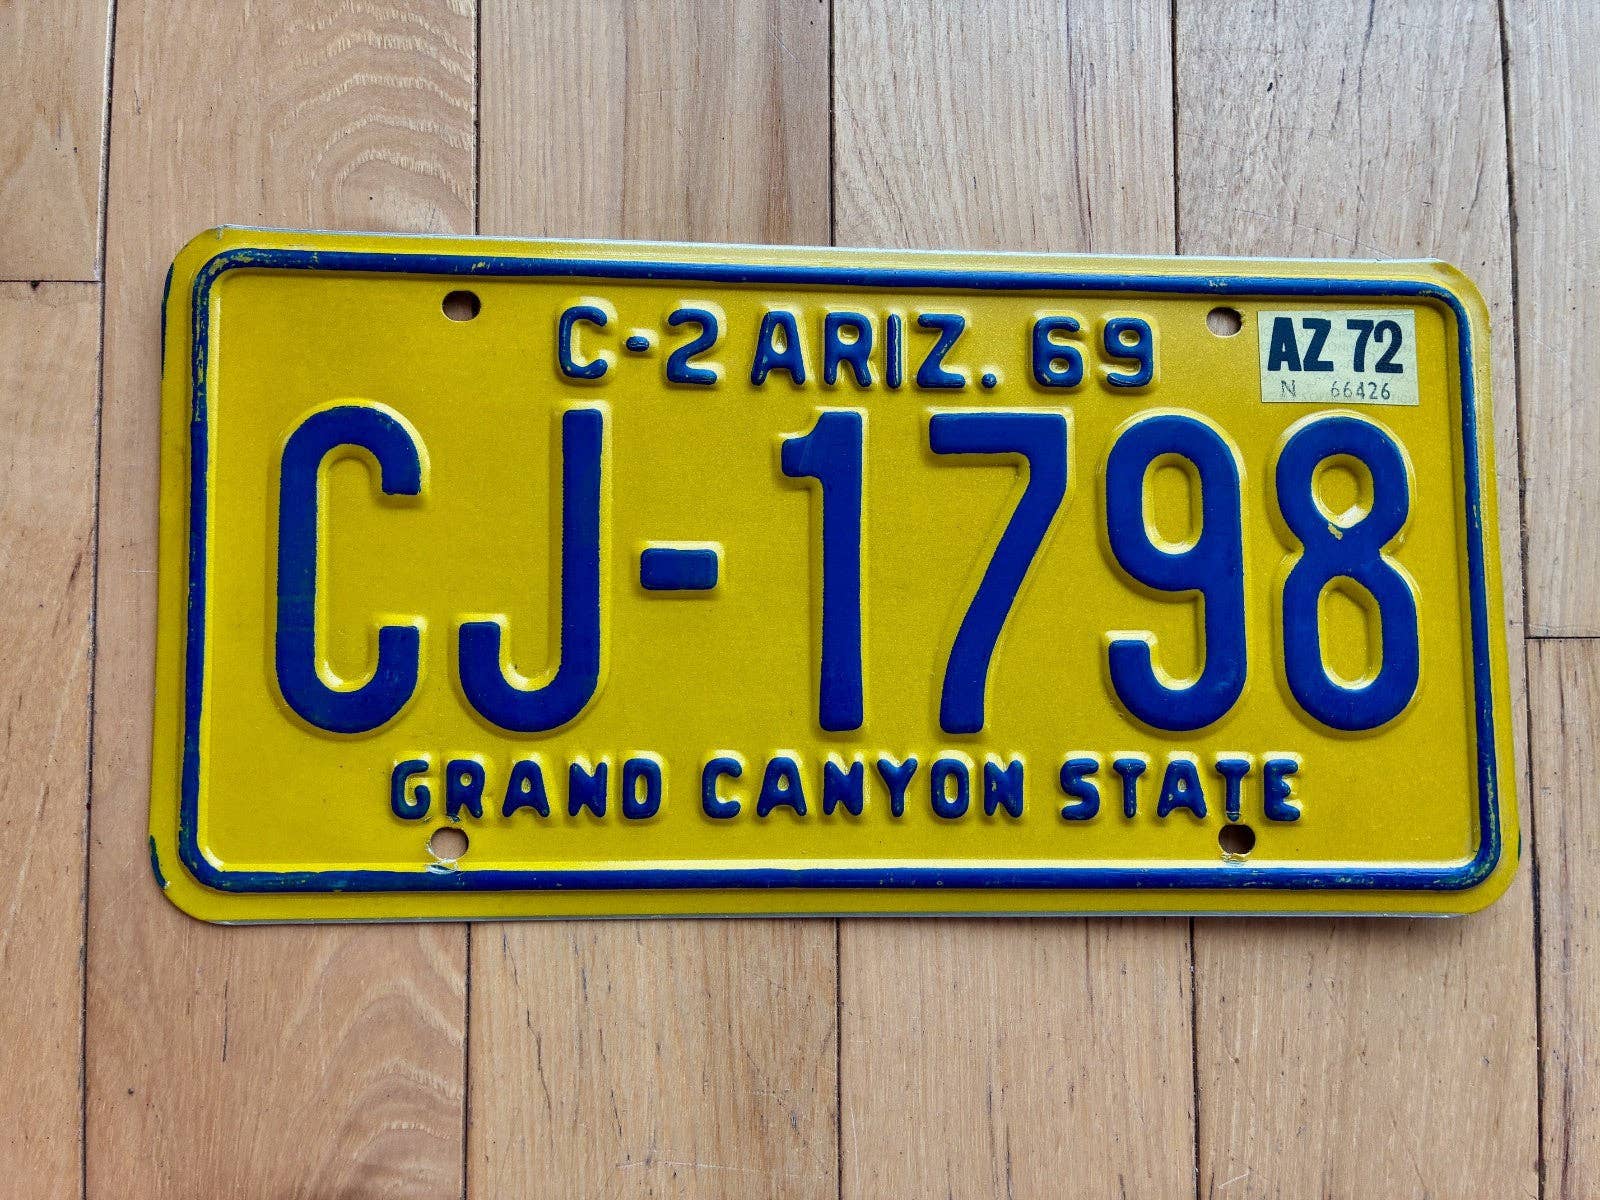 C-2 ARIZ. 69
AZ 72
N 66426
CJ-1798
GRAND CANYON STATE